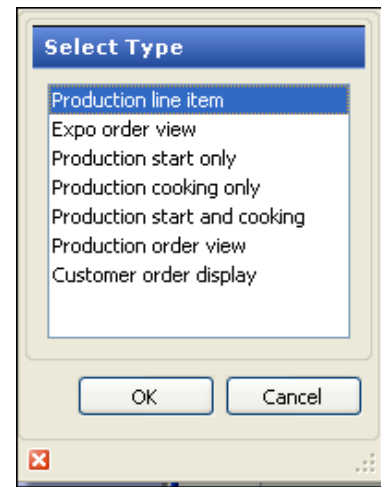 Select Type
Production line item
Expo order view
Production start only
Production cooking only
Production start and cooking
Production order view
Customer order display
OK
Cancel